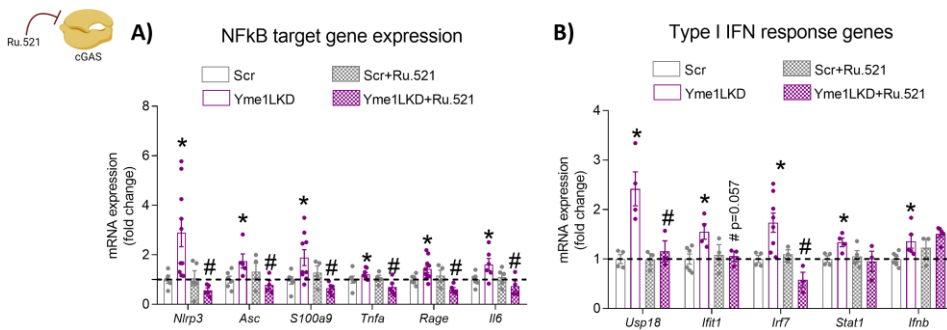 Ru.521
cGAS
A)
NFkB target gene expression
Scr
Scr+Ru.521
Yme1LKD
Yme1LKD+Ru.521
mRNA expression
(fold change)
8
6
4
2
0
*
#
*
#
*
#
*
#
*
#
*
#
Nlrp3
Asc
S100a9
Tnfa
Rage
Il6
B)
Type I IFN response genes
Scr
Scr+Ru.521
Yme1LKD
Yme1LKD+Ru.521
mRNA expression
(fold change)
4
3
2
1
0
*
#
*
# p=0.057
*
#
*
*
Usp18
Ifit1
Irf7
Stat1
Ifnb